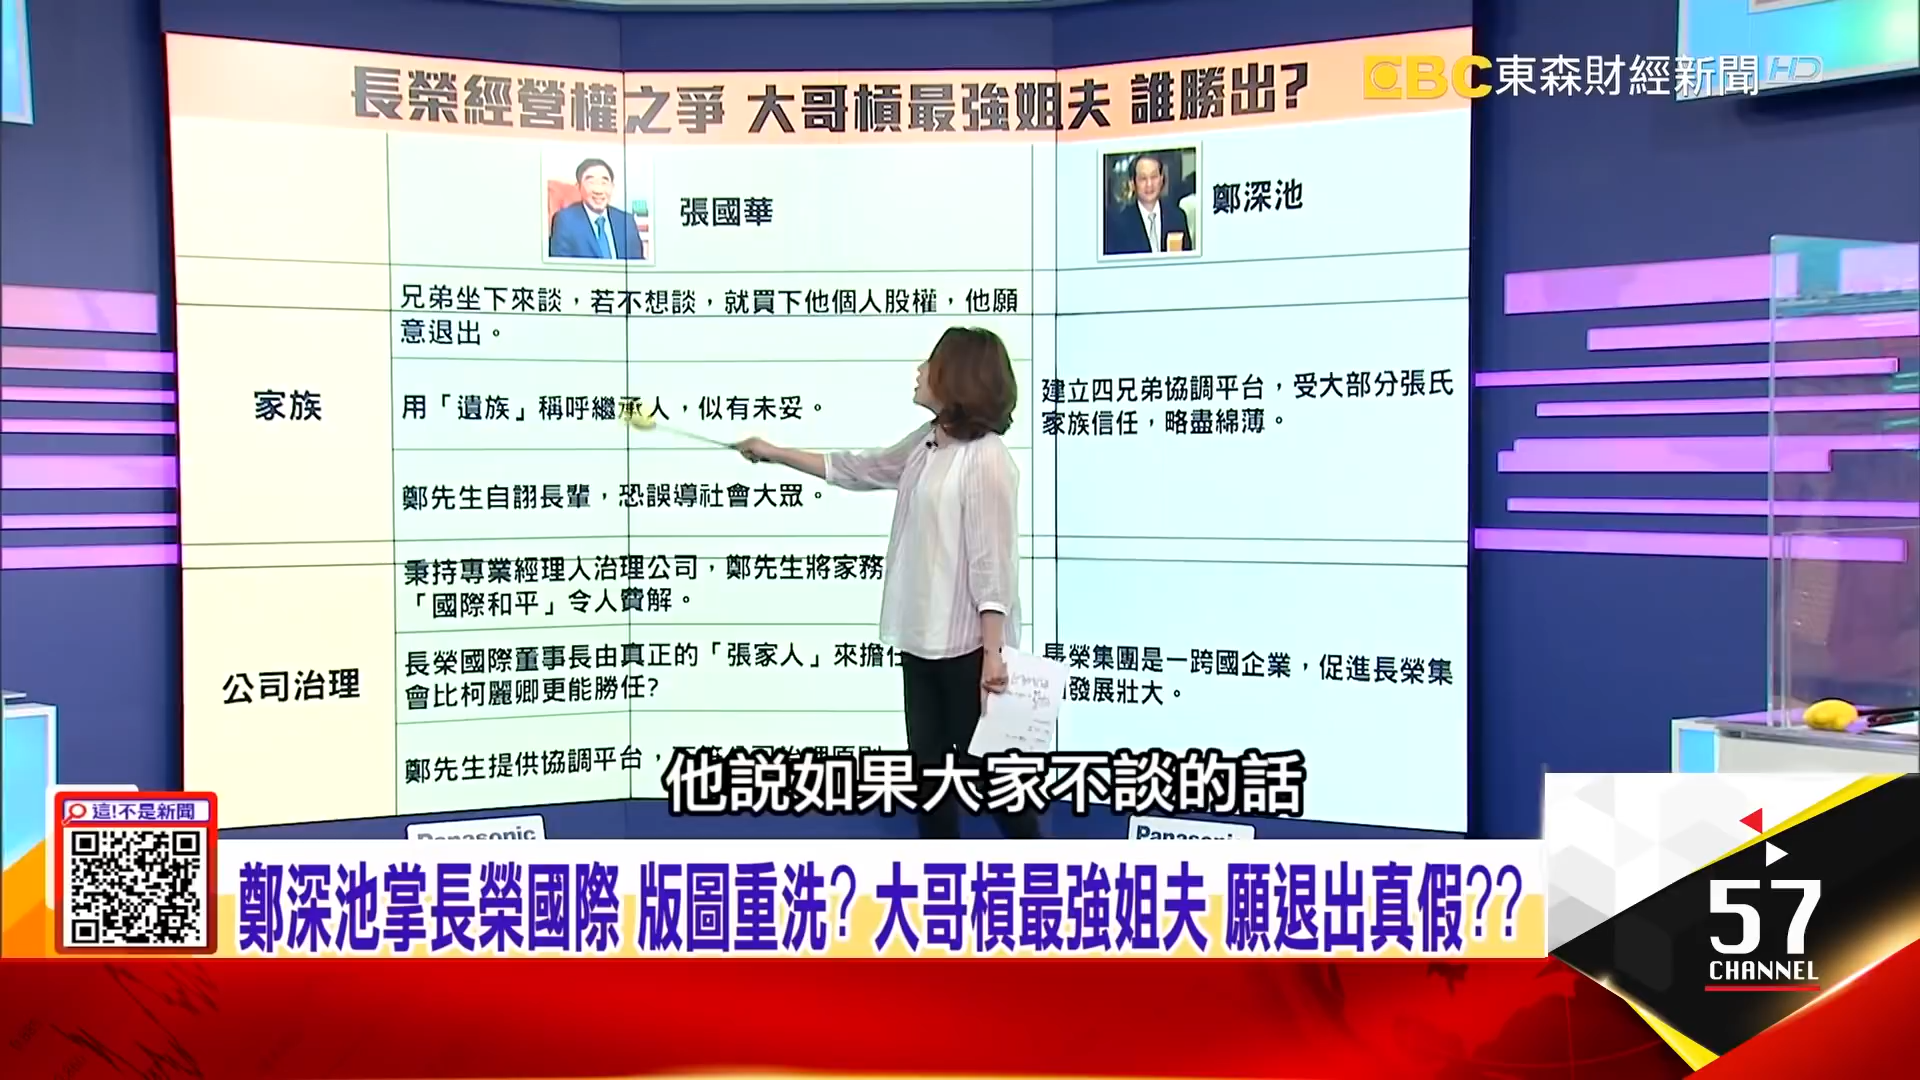 長榮經營權之爭 大哥槓最強姐夫 誰勝出?
EBC東森財經新聞HD
張國華
鄭深池
家族
兄弟坐下來談，若不想談，就買下他個人股權，他願
意退出。
用「遺族」稱呼繼承人，似有未妥。
鄭先生自詡長輩，恐誤導社會大眾。
建立四兄弟協調平台，受大部分張氏
家族信任，略盡綿薄。
公司治理
秉持專業經理人治理公司，鄭先生將家務
「國際和平」令人費解。
長榮國際董事長由真正的「張家人」來擔任
會比柯麗卿更能勝任?
鄭先生提供協調平台，
長榮集團是一跨國企業，促進長榮集
發展壯大。
他說如果大家不談的話
Panasonic
Panasonic
這!不是新聞
鄭深池掌長榮國際 版圖重洗? 大哥槓最強姐夫 願退出真假??
57
CHANNEL